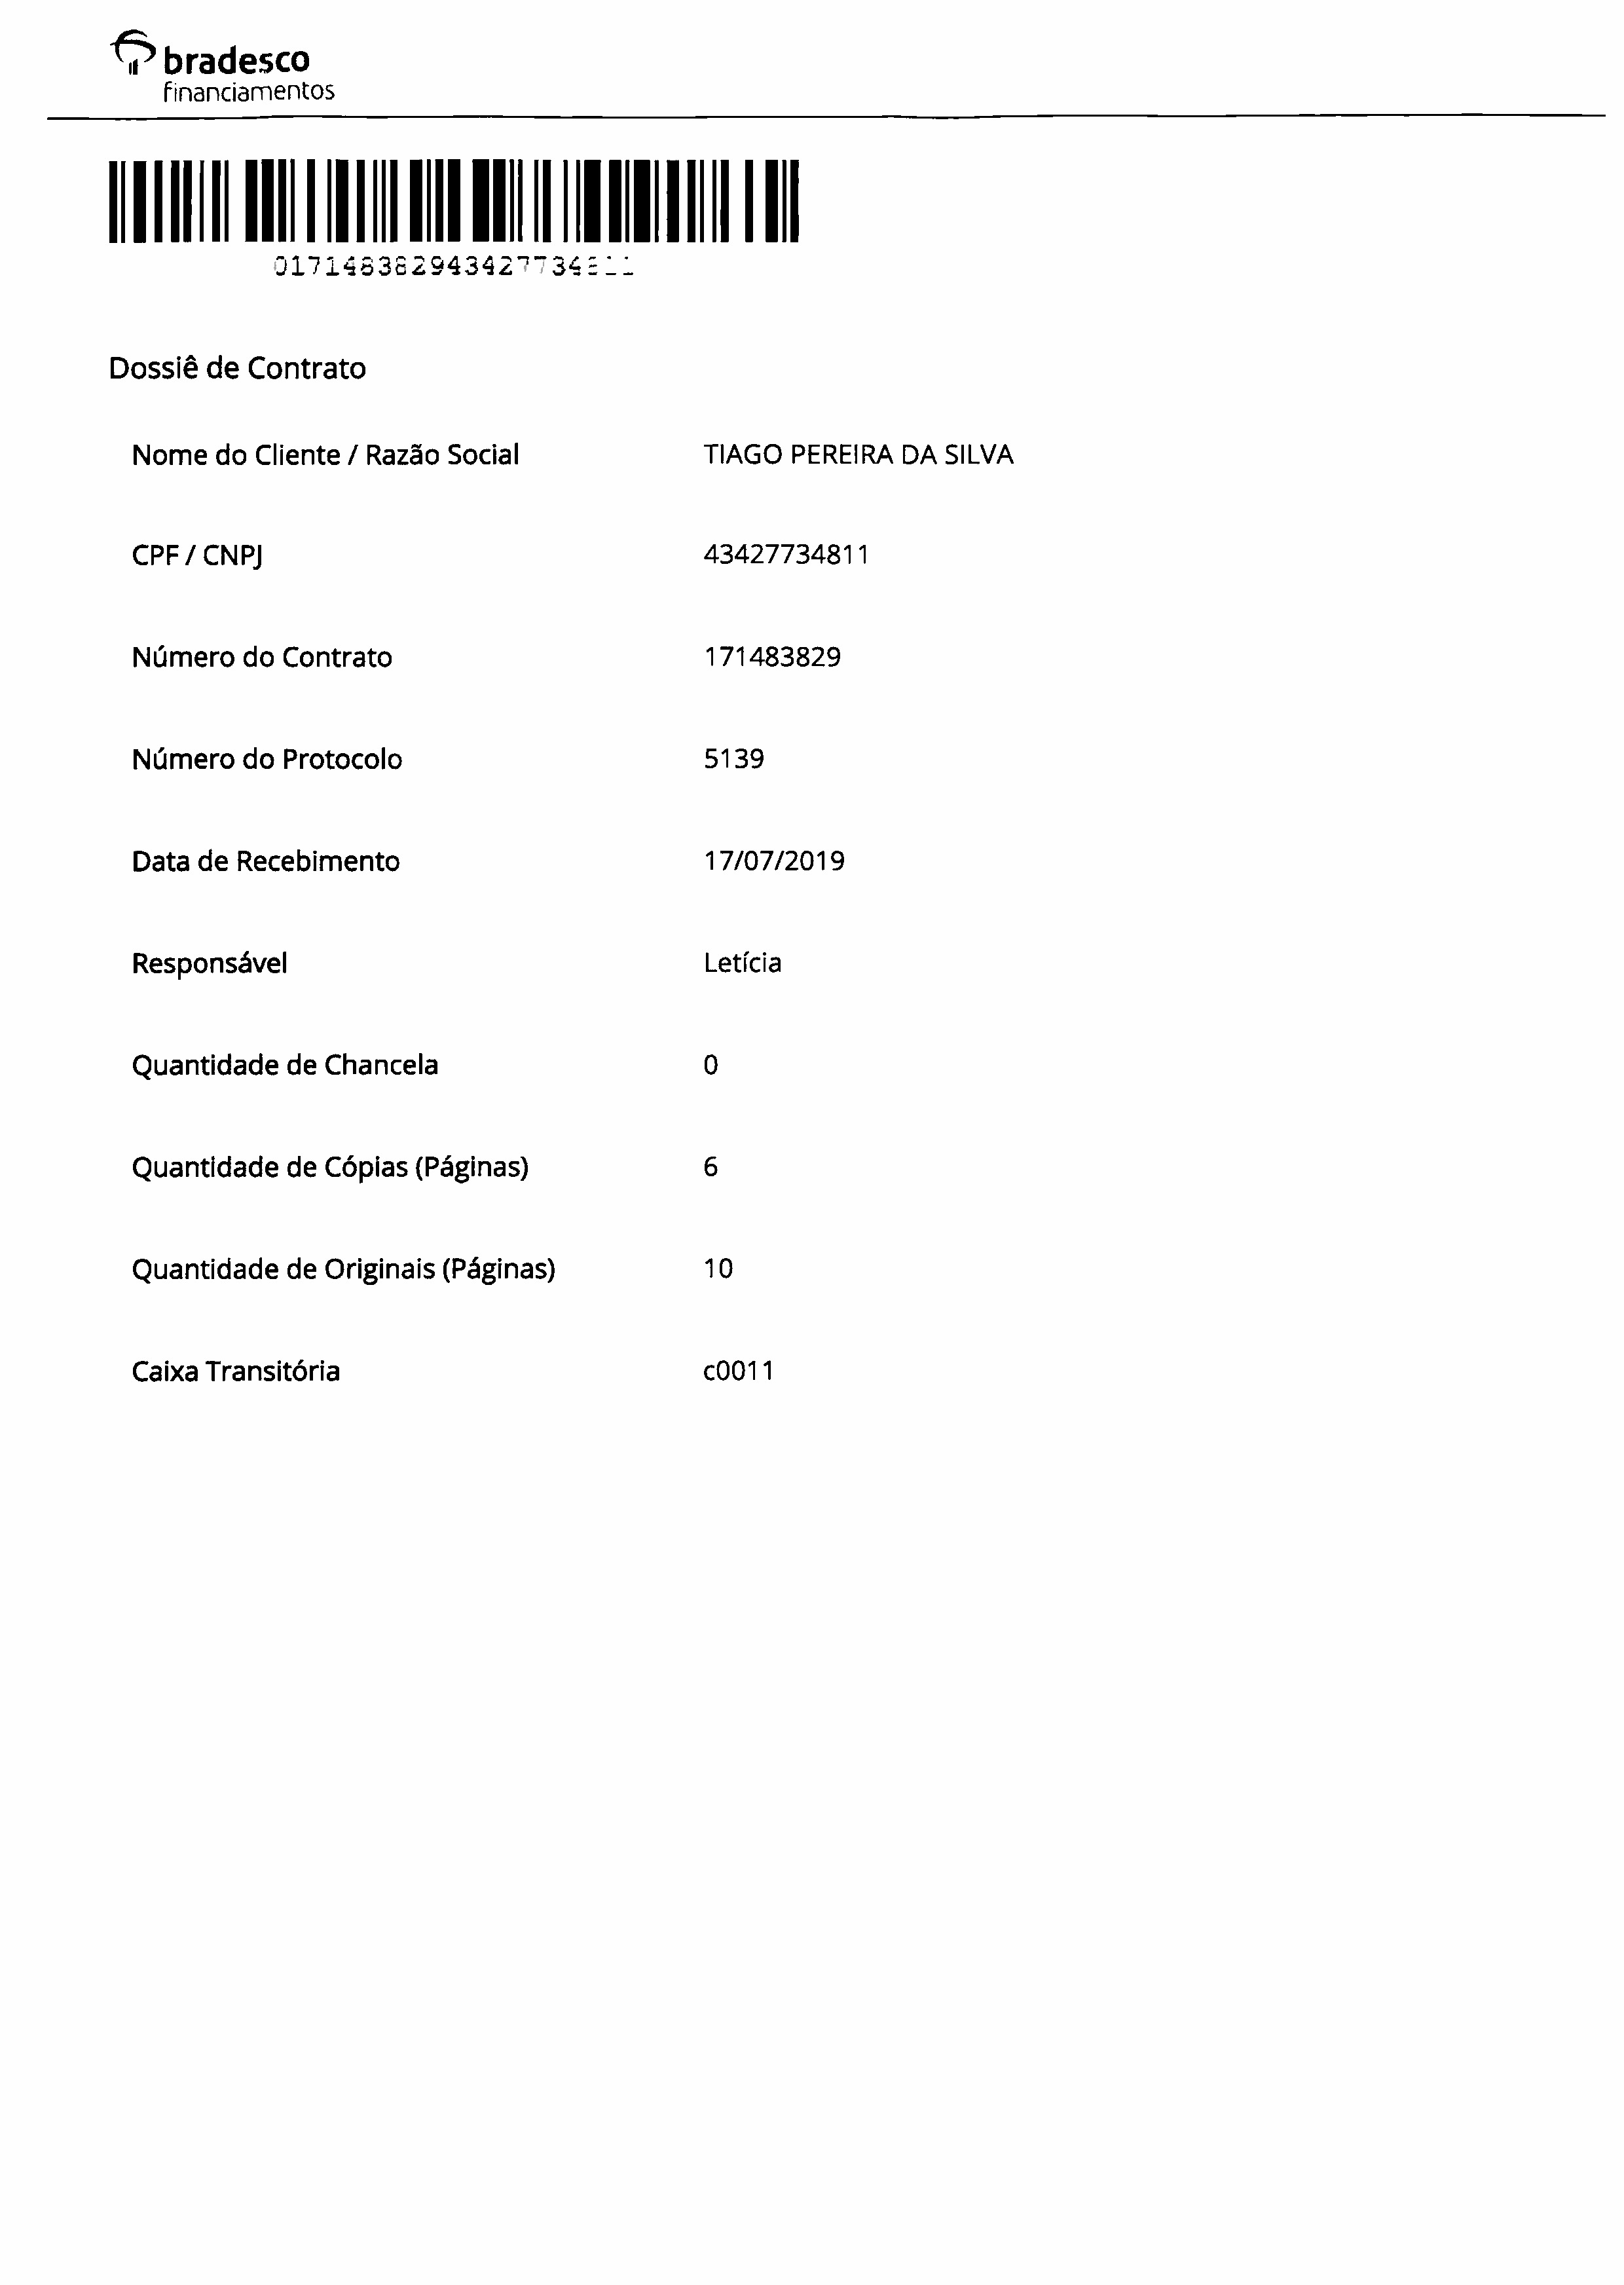 bradesco
financiamentos
017148382943427734811
Dossiê de Contrato
Nome do Cliente / Razão Social TIAGO PEREIRA DA SILVA
CPF / CNPJ 43427734811
Número do Contrato 171483829
Número do Protocolo 5139
Data de Recebimento 17/07/2019
Responsável Letícia
Quantidade de Chancela 0
Quantidade de Cópias (Páginas) 6
Quantidade de Originais (Páginas) 10
Caixa Transitória c0011